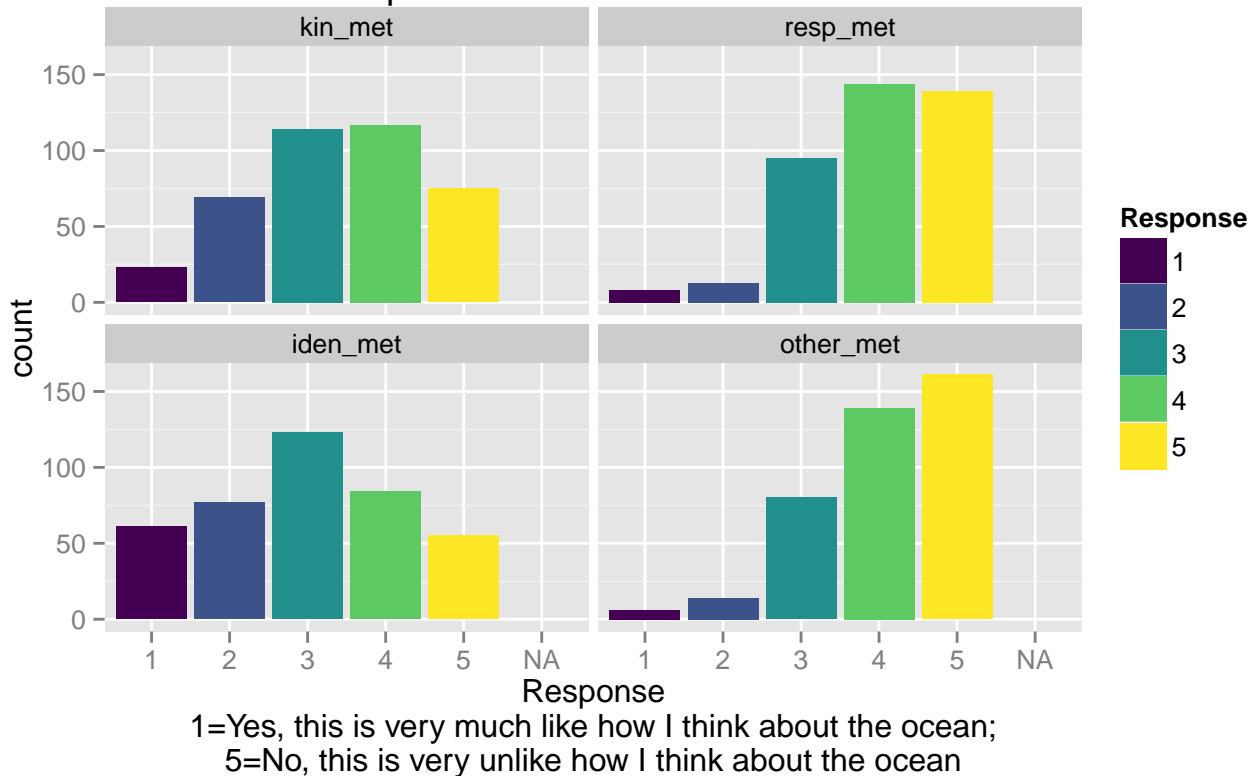 kin_met
resp_met
150
100
50
0
iden_met
other_met
150
100
50
0
count
1 2 3 4 5 NA
1 2 3 4 5 NA
Response
1=Yes, this is very much like how I think about the ocean;
5=No, this is very unlike how I think about the ocean
Response
1
2
3
4
5